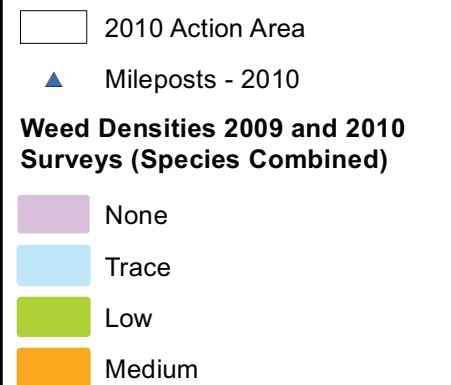 2010 Action Area
Mileposts - 2010
Weed Densities 2009 and 2010
Surveys (Species Combined)
None
Trace
Low
Medium